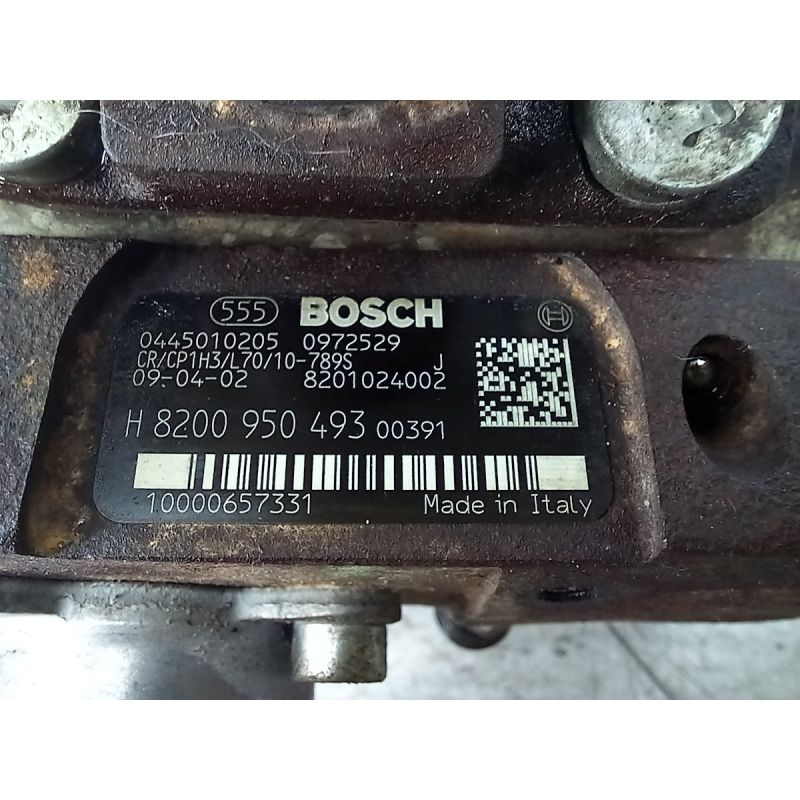 555 BOSCH
0445010205 0972529
CR/CP1H3/L70/10-789S J
09-04-02 8201024002
H 8200 950 493 00391
10000657331 Made in Italy